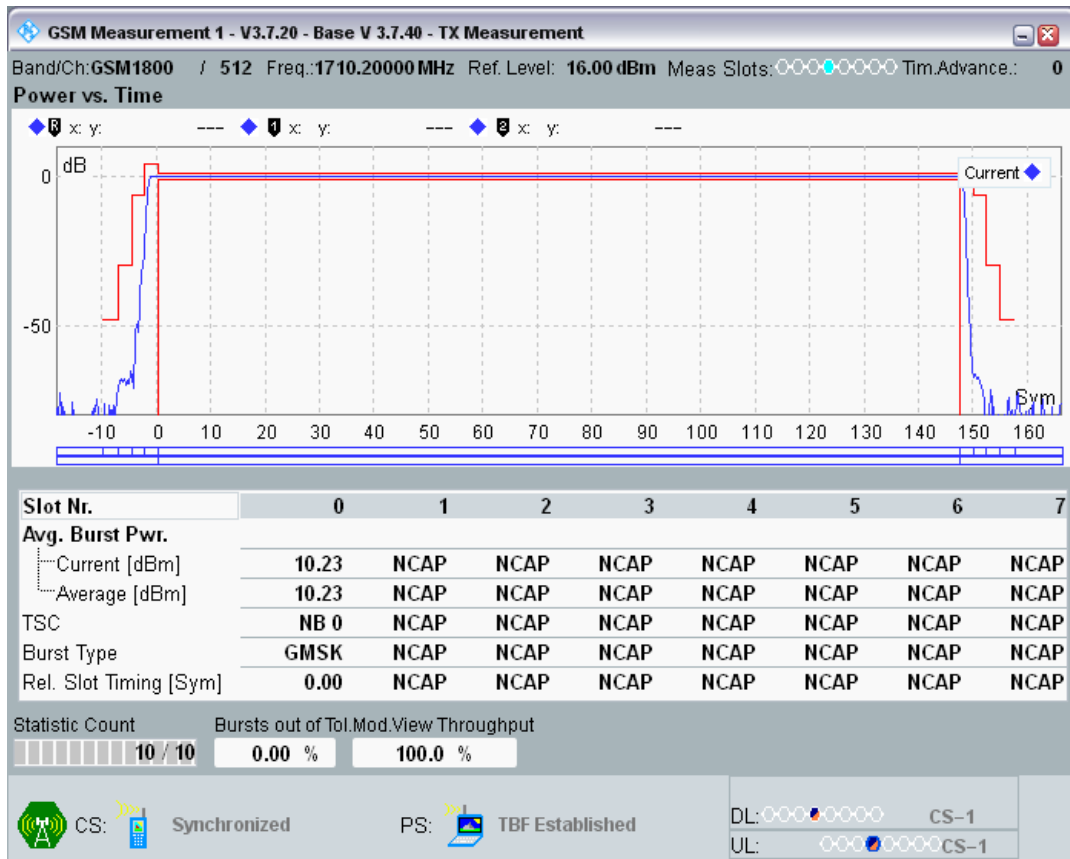 GSM Measurement 1 - V3.7.20 - Base V 3.7.40 - TX Measurement
Band/Ch:GSM1800 / 512 Freq.:1710.20000 MHz Ref. Level: 16.00 dBm Meas Slots: Tim.Advance.: 0
Power vs. Time
R x: y: --- 1 x: y: --- 2 x: y: ---
dB
Current
0
-50
Sym
-10 0 10 20 30 40 50 60 70 80 90 100 110 120 130 140 150 160
Slot Nr. 0 1 2 3 4 5 6 7
Avg. Burst Pwr.
Current [dBm] 10.23 NCAP NCAP NCAP NCAP NCAP NCAP NCAP
Average [dBm] 10.23 NCAP NCAP NCAP NCAP NCAP NCAP NCAP
TSC NB 0 NCAP NCAP NCAP NCAP NCAP NCAP NCAP
Burst Type GMSK NCAP NCAP NCAP NCAP NCAP NCAP NCAP
Rel. Slot Timing [Sym] 0.00 NCAP NCAP NCAP NCAP NCAP NCAP NCAP
Statistic Count Bursts out of Tol. Mod.View Throughput
10 / 10 0.00 % 100.0 %
CS: Synchronized PS: TBF Established
DL: CS-1
UL: CS-1